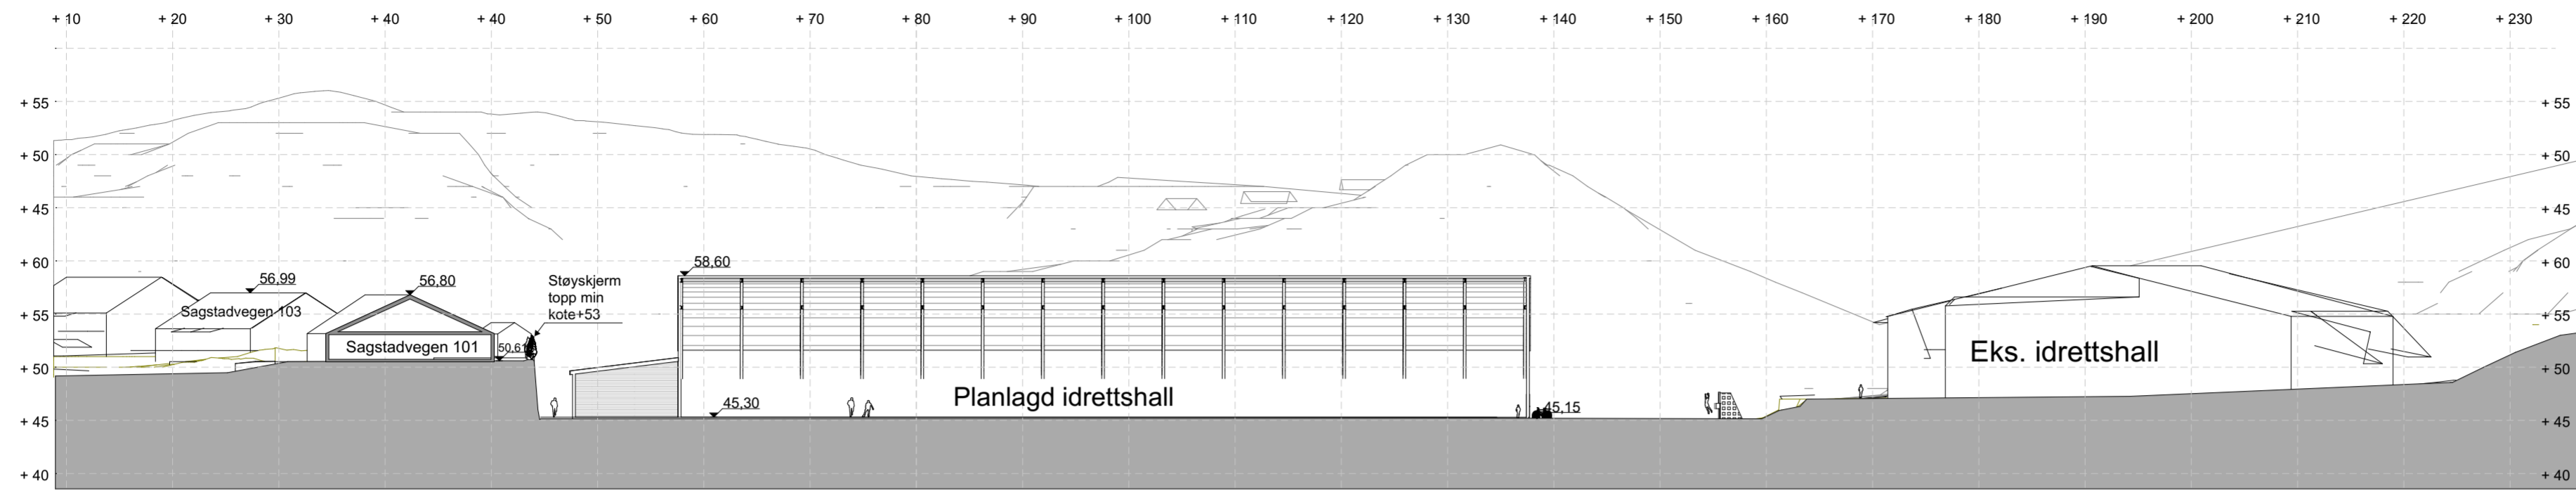 + 10 + 20 + 30 + 40 + 40 + 50 + 60 + 70 + 80 + 90 + 100 + 110 + 120 + 130 + 140 + 150 + 160 + 170 + 180 + 190 + 200 + 210 + 220 + 230
+ 55 + 55
+ 50 + 50
+ 45 + 45
+ 60 58,60 + 60
56,99 56,80 Støyskjerm
topp min
kote+53
+ 55 Sagstadvegen 103 + 55
Sagstadvegen 101 50,61 Eks. idrettshall
+ 50 + 50
45,30 Planlagd idrettshall 45,15
+ 45 + 45
+ 40 + 40